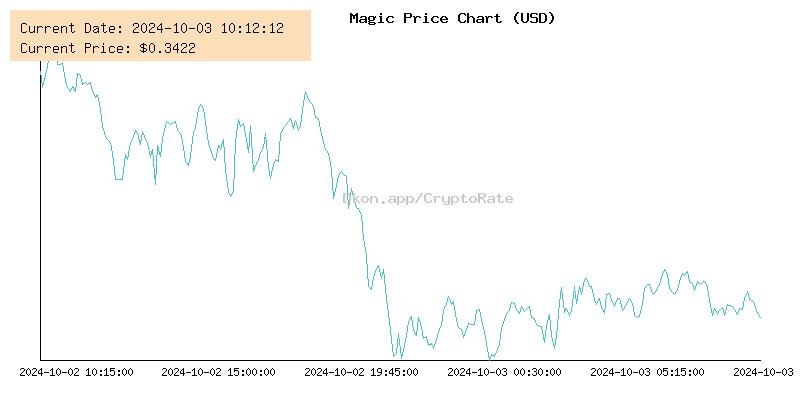 Magic Price Chart (USD)
Current Date: 2024-10-03 10:12:12
Current Price: $0.3422
Dkon.app/CryptoRate
2024-10-02 10:15:00 2024-10-02 15:00:00 2024-10-02 19:45:00 2024-10-03 00:30:00 2024-10-03 05:15:00 2024-10-03